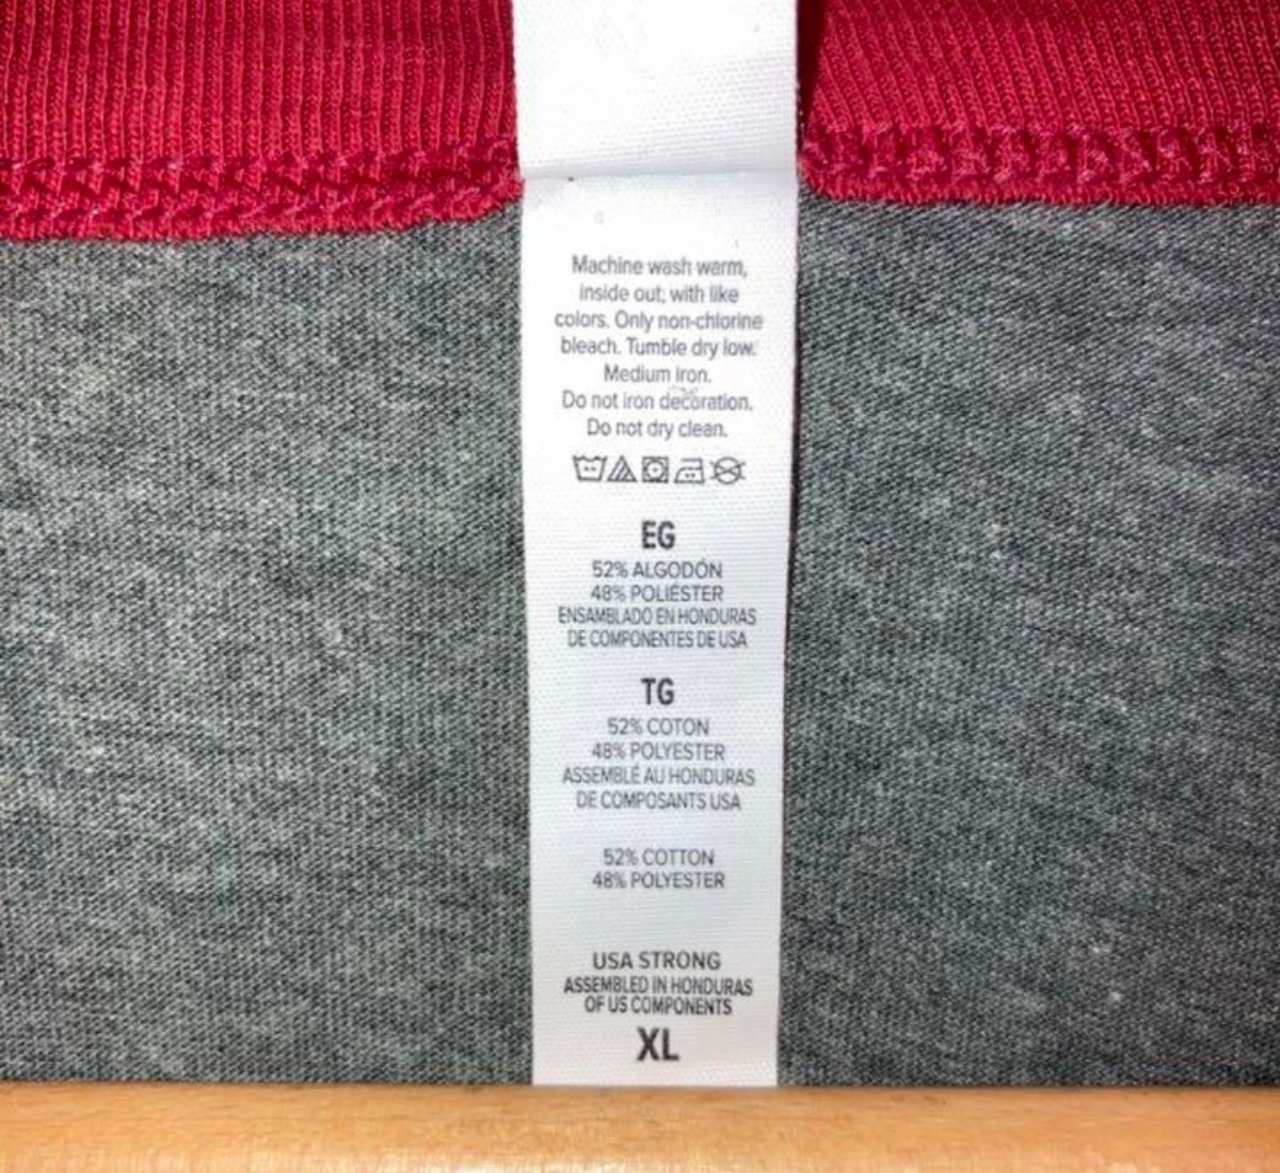 Machine wash warm,
inside out; with like
colors. Only non-chlorine
bleach. Tumble dry low.
Medium Iron.
Do not iron decoration.
Do not dry clean.
EG
52% ALGODÓN
48% POLIÉSTER
ENSAMBLADO EN HONDURAS
DE COMPONENTES DE USA
TG
52% COTON
48% POLYESTER
ASSEMBLÉ AU HONDURAS
DE COMPOSANTS USA
52% COTTON
48% POLYESTER
USA STRONG
ASSEMBLED IN HONDURAS
OF US COMPONENTS
XL